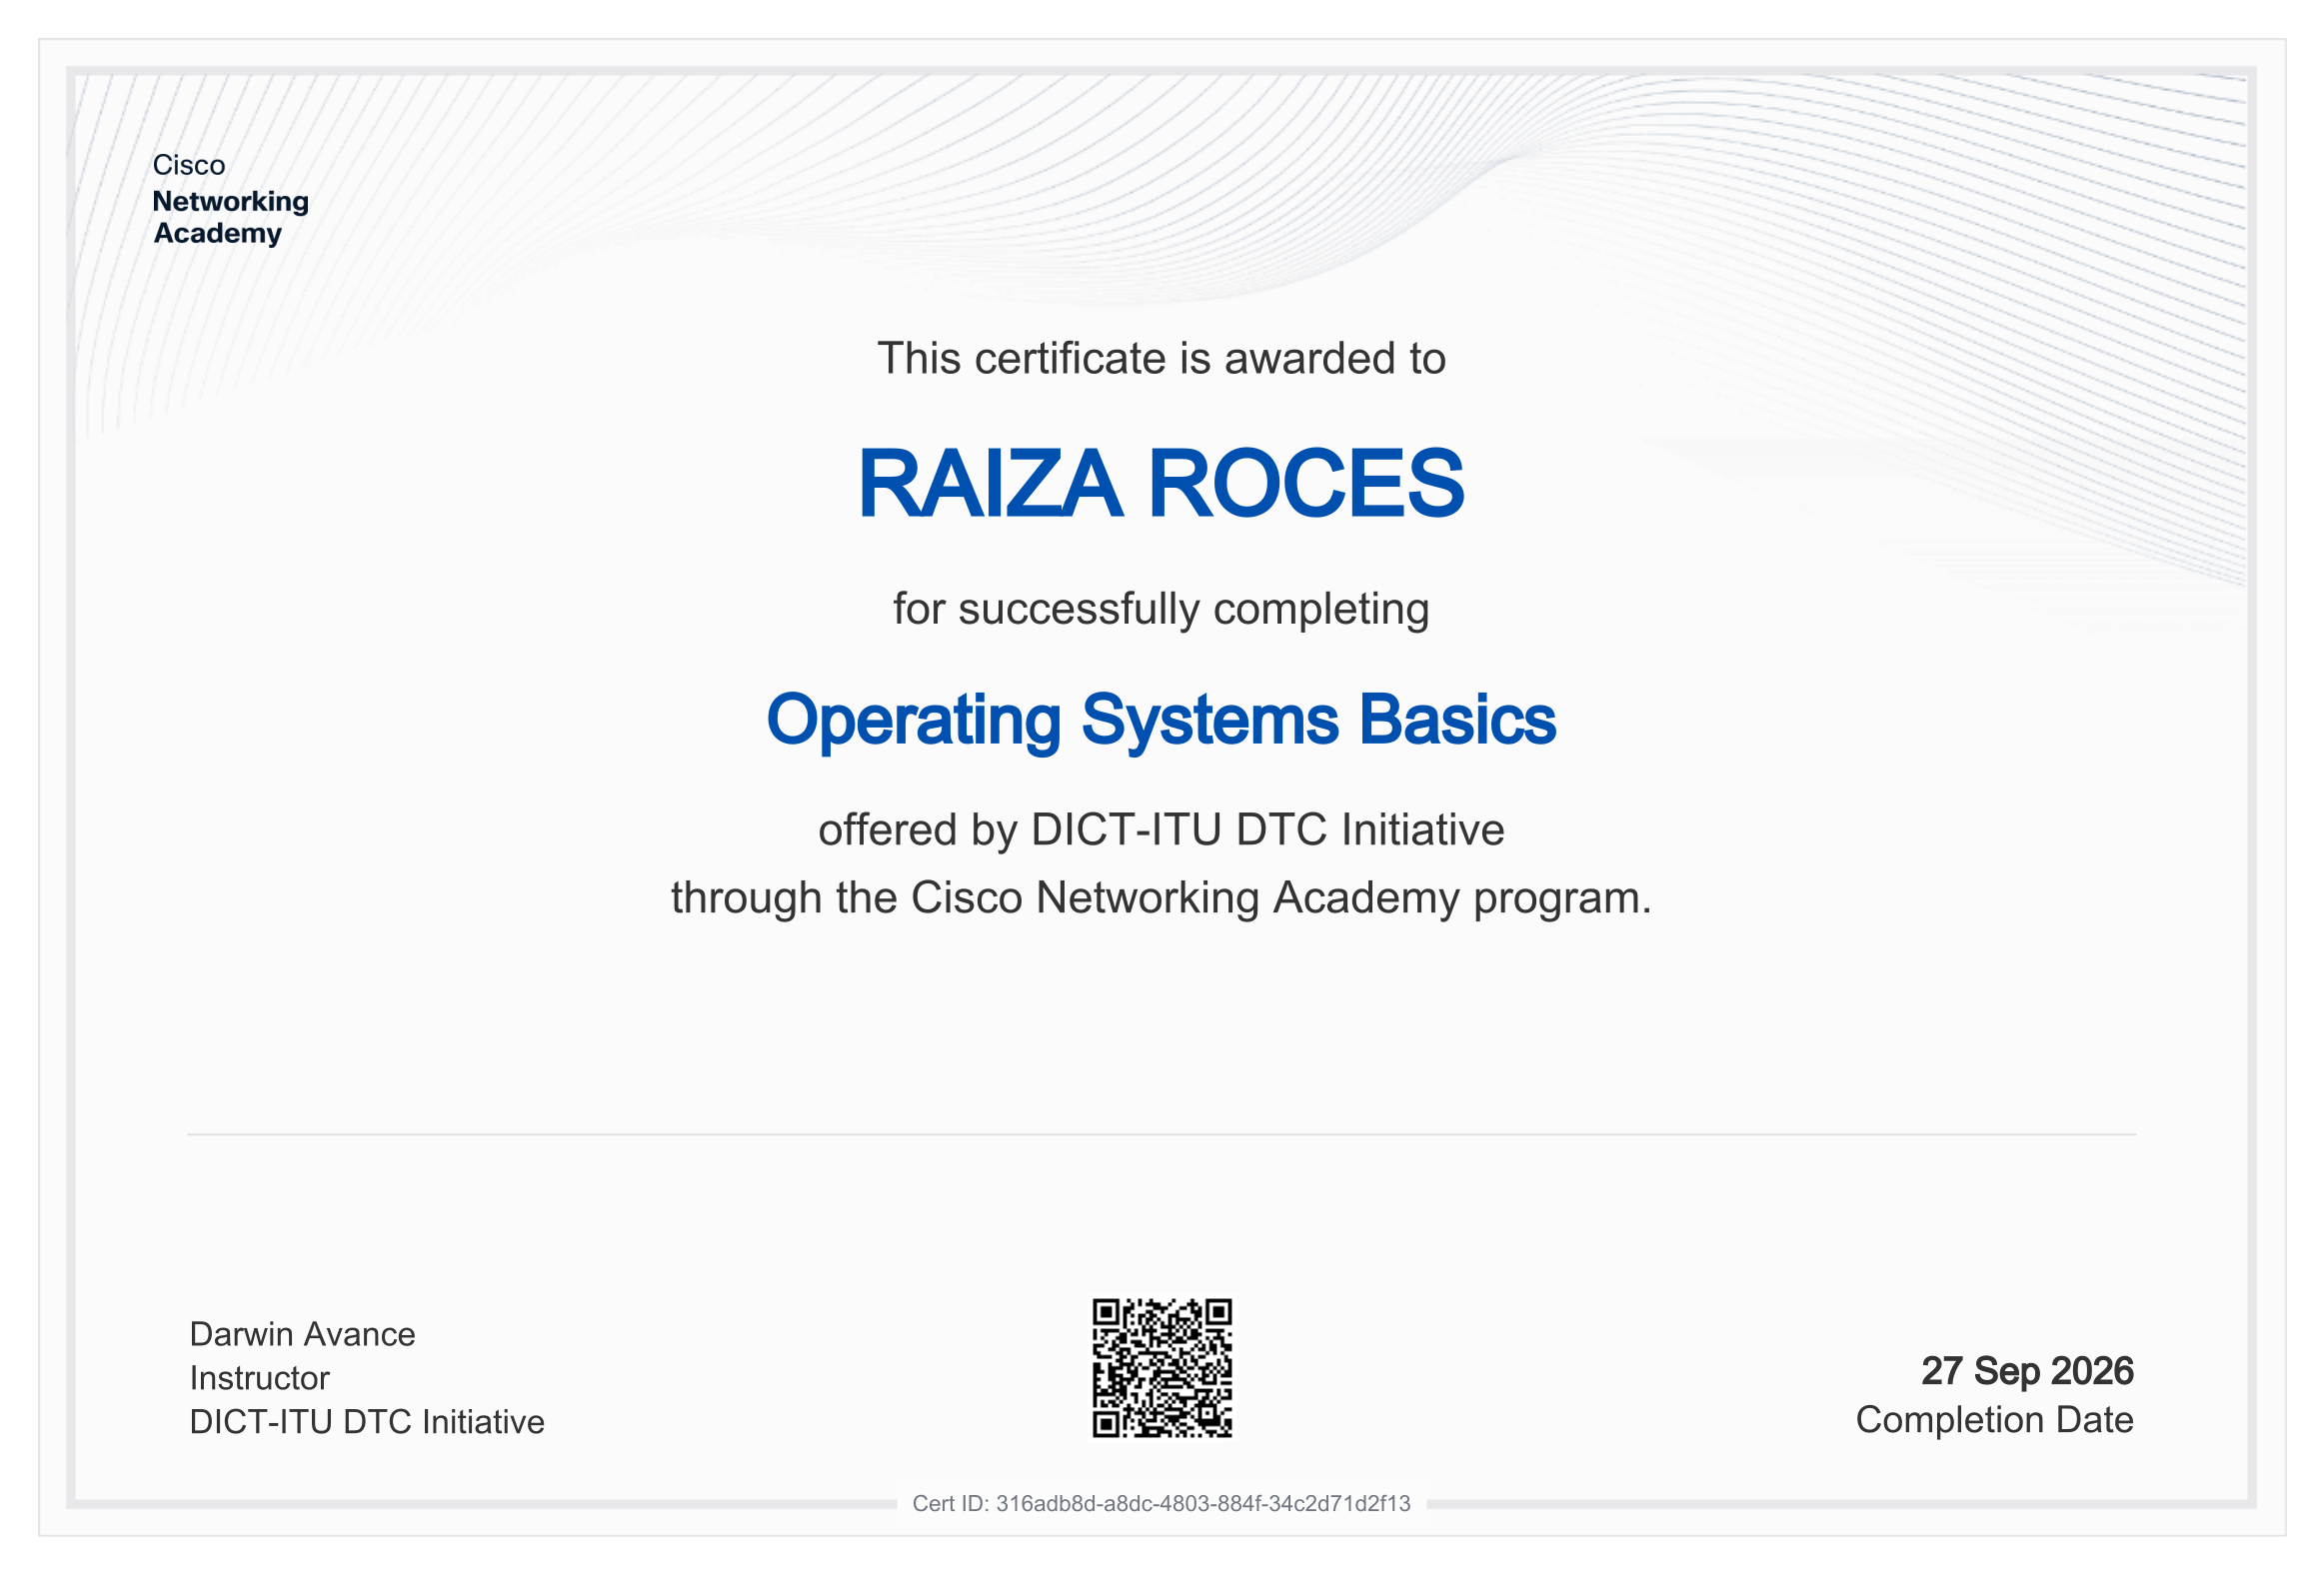 Cisco
Networking
Academy
This certificate is awarded to
RAIZA ROCES
for successfully completing
Operating Systems Basics
offered by DICT-ITU DTC Initiative
through the Cisco Networking Academy program.
Darwin Avance
Instructor
DICT-ITU DTC Initiative
27 Sep 2026
Completion Date
Cert ID: 316adb8d-a8dc-4803-884f-34c2d71d2f13